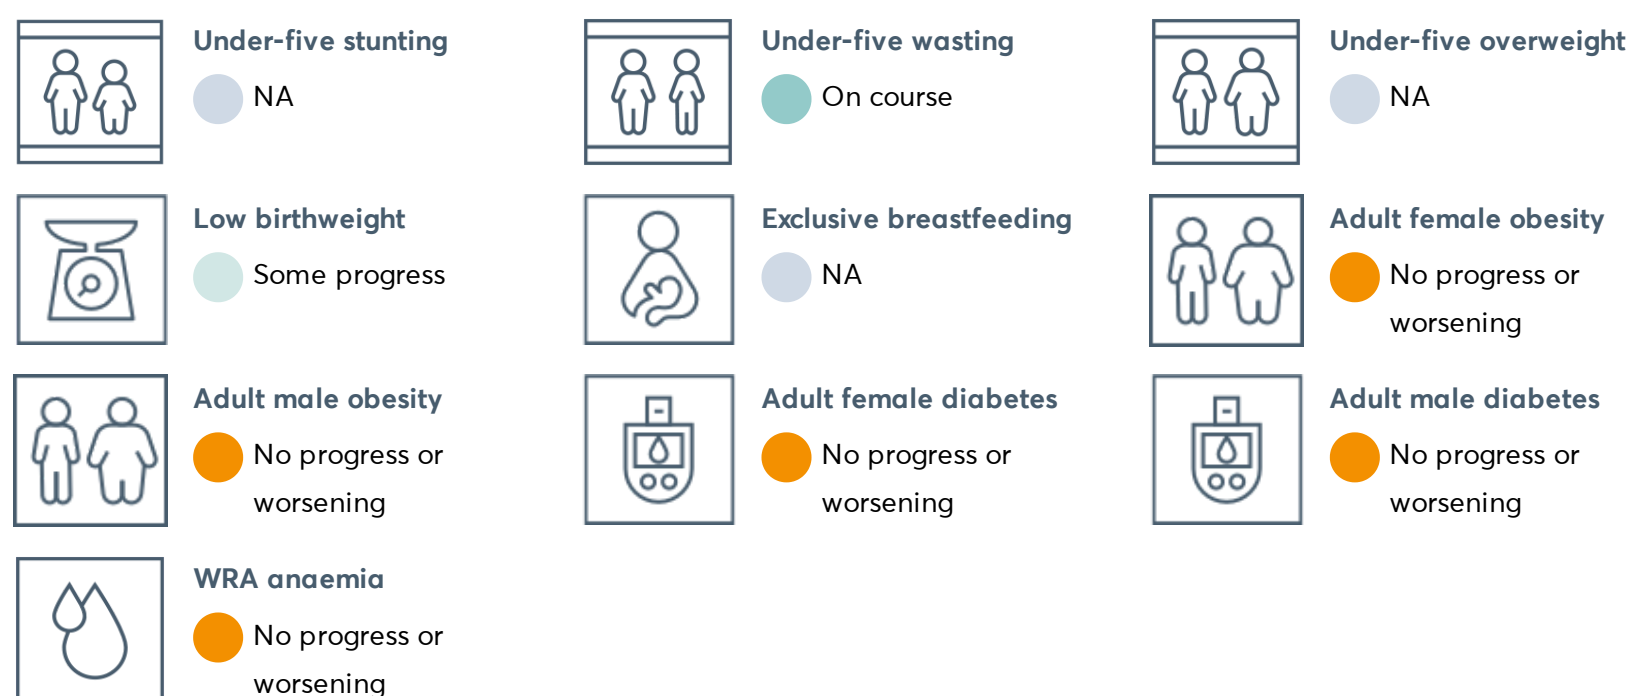 Under-five stunting
NA
Under-five wasting
On course
Under-five overweight
NA
Low birthweight
Some progress
Exclusive breastfeeding
NA
Adult female obesity
No progress or
worsening
Adult male obesity
No progress or
worsening
Adult female diabetes
No progress or
worsening
Adult male diabetes
No progress or
worsening
WRA anaemia
No progress or
worsening